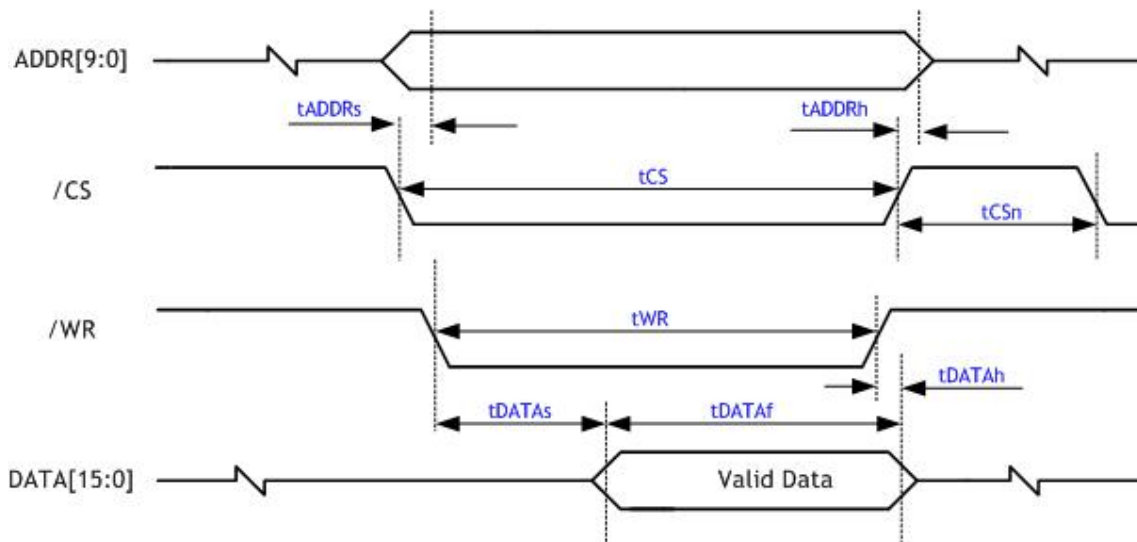 ADDR[9:0]
tADDRs
tADDRh
/CS
tCS
tCSn
/WR
tWR
tDATAh
tDATAs
tDATAf
DATA[15:0]
Valid Data